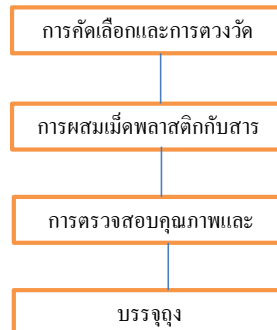 การคัดเลือกและการตวงวัด
การผสมเม็ดพลาสติกกับสาร
การตรวจสอบคุณภาพและ
บรรจุถุง